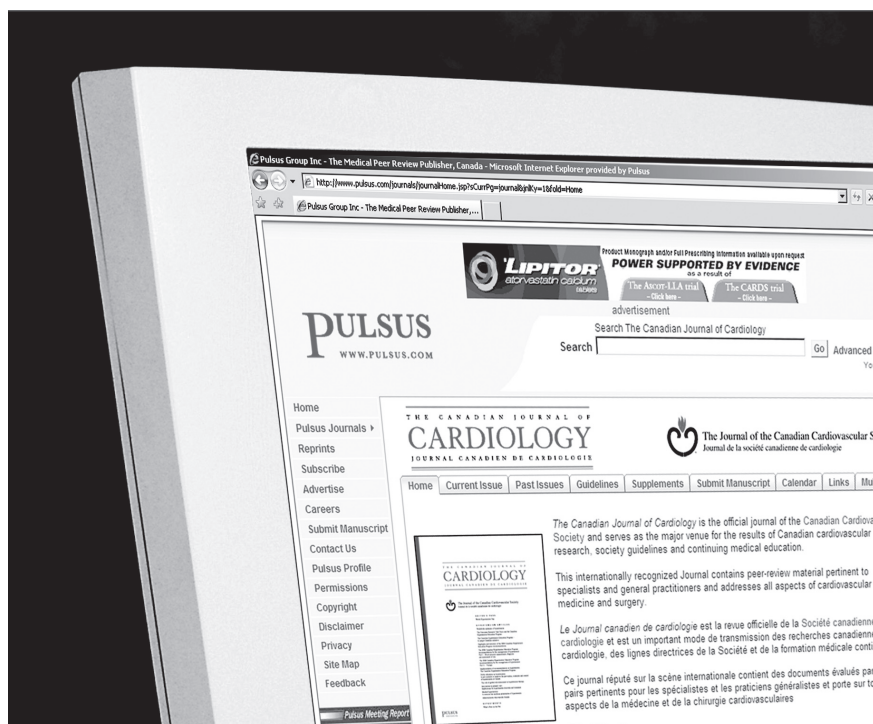 Pulsus Group Inc - The Medical Peer Review Publisher, Canada - Microsoft Internet Explorer provided by Pulsus
http://www.pulsus.com/journals/journalHome.jsp?sCurrPg=journal&jnlKy=1&fold=Home
Pulsus Group Inc - The Medical Peer Review Publisher,...
Product Monograph and/or Full Prescribing Information available upon request
LIPITOR
atorvastatin calcium
tablets
POWER SUPPORTED BY EVIDENCE
as a result of
The ASCOT-LLA trial
– Click here –
The CARDS trial
– Click here –
advertisement
PULSUS
WWW.PULSUS.COM
Search The Canadian Journal of Cardiology
Search Go Advanced
Home
Pulsus Journals
Reprints
Subscribe
Advertise
Careers
Submit Manuscript
Contact Us
Pulsus Profile
Permissions
Copyright
Disclaimer
Privacy
Site Map
Feedback
Pulsus Meeting Report
THE CANADIAN JOURNAL OF
CARDIOLOGY
JOURNAL CANADIEN DE CARDIOLOGIE
The Journal of the Canadian Cardiovascular
Journal de la société canadienne de cardiologie
Home Current Issue Past Issues Guidelines Supplements Submit Manuscript Calendar Links
THE CANADIAN JOURNAL OF
CARDIOLOGY
The Canadian Journal of Cardiology is the official journal of the Canadian
Society and serves as the major venue for the results of Canadian cardiovascular
research, society guidelines and continuing medical education.
This internationally recognized Journal contains peer-review material pertinent to
specialists and general practitioners and addresses all aspects of cardiovascular
medicine and surgery.
Le Journal canadien de cardiologie est la revue officielle de la Société canadienne
cardiologie et est un important mode de transmission des recherches
cardiologie, des lignes directrices de la Société et de la formation médicale
Ce journal réputé sur la scène internationale contient des documents évalués
pairs pertinents pour les spécialistes et les praticiens généralistes et porte sur
aspects de la médecine et de la chirurgie cardiovasculaires